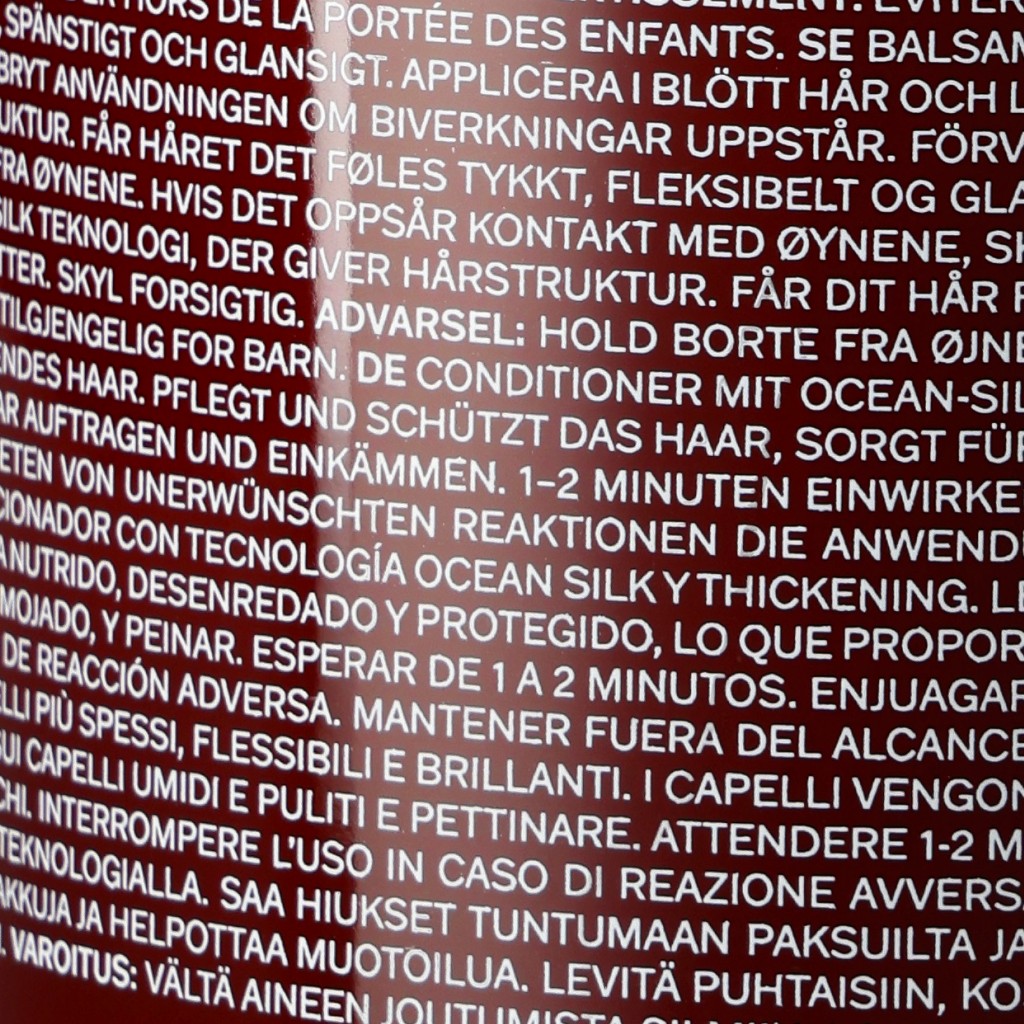 HORS DE LA PORTÉE DES ENFANTS. SE BALSAM
SPÄNSTIGT OCH GLANSIGT. APPLICERA I BLÖTT HÅR OCH L
BRYT ANVÄNDNINGEN OM BIVERKNINGAR UPPSTÅR. FÖRV
UKTUR. FÅR HÅRET DET FØLES TYKKT, FLEKSIBELT OG GLA
FRA ØYNENE. HVIS DET OPPSÅR KONTAKT MED ØYNENE, SK
SILK TEKNOLOGI, DER GIVER HÅRSTRUKTUR. FÅR DIT HÅR F
TTER. SKYL FORSIGTIG. ADVARSEL: HOLD BORTE FRA ØJNE
TILGJENGELIG FOR BARN. DE CONDITIONER MIT OCEAN-SIL
ENDES HAAR. PFLEGT UND SCHÜTZT DAS HAAR, SORGT FÜR
AR AUFTRAGEN UND EINKÄMMEN. 1–2 MINUTEN EINWIRKE
ETEN VON UNERWÜNSCHTEN REAKTIONEN DIE ANWEND
CIONADOR CON TECNOLOGÍA OCEAN SILK Y THICKENING. LE
A NUTRIDO, DESENREDADO Y PROTEGIDO, LO QUE PROPOR
MOJADO, Y PEINAR. ESPERAR DE 1 A 2 MINUTOS. ENJUAGAR
DE REACCIÓN ADVERSA. MANTENER FUERA DEL ALCANCE
ELLI PIÙ SPESSI, FLESSIBILI E BRILLANTI. I CAPELLI VENGON
SUI CAPELLI UMIDI E PULITI E PETTINARE. ATTENDERE 1-2 M
CHI. INTERROMPERE L'USO IN CASO DI REAZIONE AVVERS
TEKNOLOGIALLA. SAA HIUKSET TUNTUMAAN PAKSUILTA JA
AKKUJA JA HELPOTTAA MUOTOILUA. LEVITÄ PUHTAISIIN, KO
VAROITUS: VÄLTÄ AINEEN JOUTUMISTA